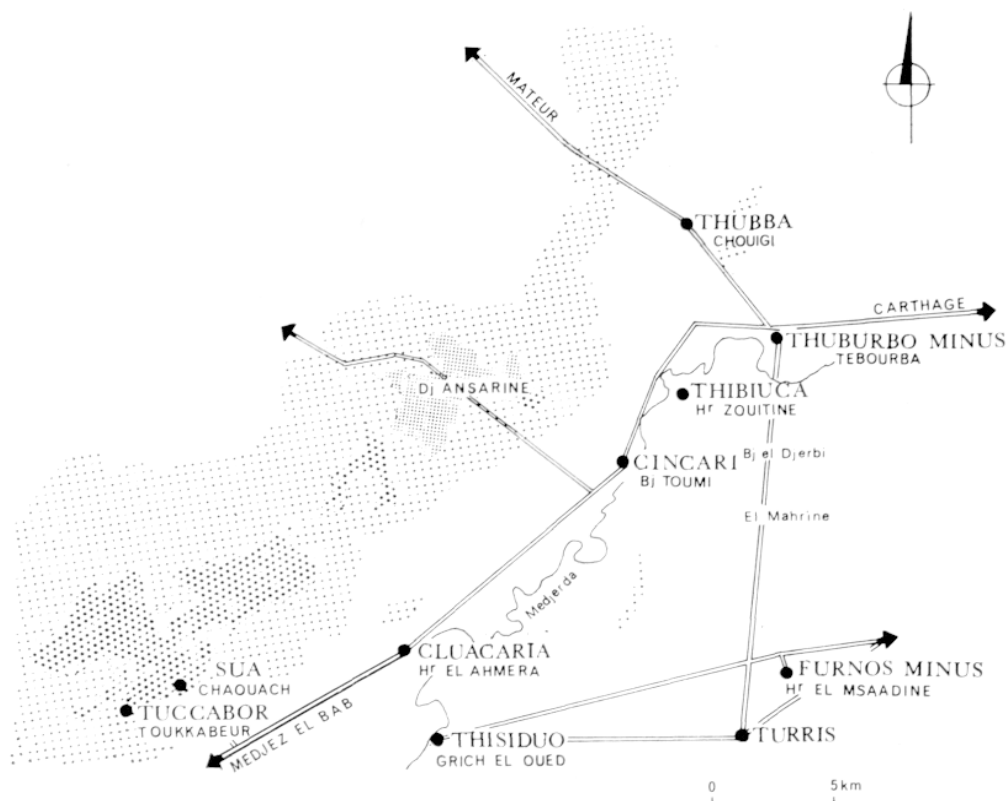 MATEUR
THUBBA
CHOUIGI
CARTHAGE
THUBURBO MINUS
TEBOURBA
Dj ANSARINE
THIBIUCA
Hr ZOUITINE
CINCARI
Bj TOUMI
Bj el Djerbi
El Mahrine
Medjerda
CLUACARIA
Hr EL AHMERA
SUA
CHAOUACH
FURNOS MINUS
Hr EL MSAADINE
TUCCABOR
TOUKKABEUR
MEDJEZ EL BAB
THISIDUO
GRICH EL OUED
TURRIS
0 5km